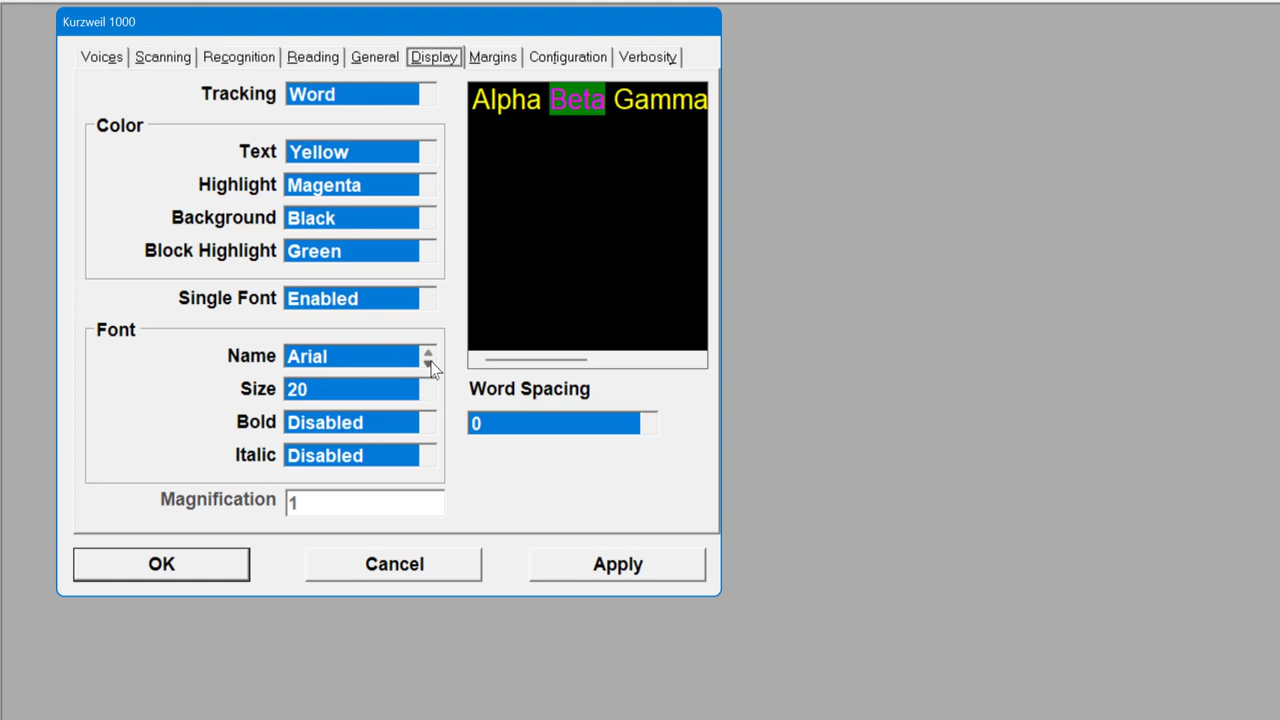 Kurzweil 1000
Voices Scanning Recognition Reading General Display Margins Configuration Verbosity
Tracking Word
Color
Text Yellow
Highlight Magenta
Background Black
Block Highlight Green
Single Font Enabled
Font
Name Arial
Size 20
Bold Disabled
Italic Disabled
Magnification 1
Alpha Beta Gamma
Word Spacing
0
OK Cancel Apply